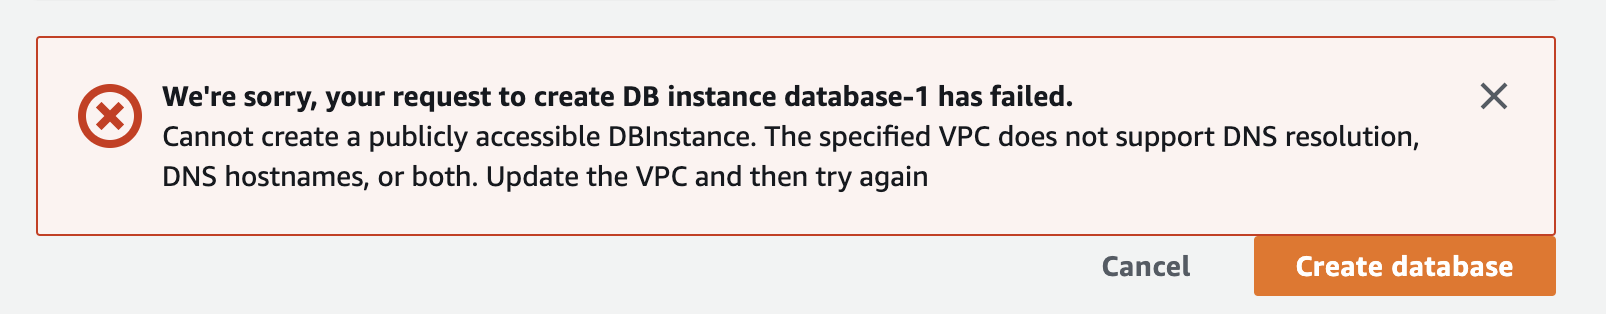 We're sorry, your request to create DB instance database-1 has failed.
Cannot create a publicly accessible DBInstance. The specified VPC does not support DNS resolution,
DNS hostnames, or both. Update the VPC and then try again
Cancel
Create database